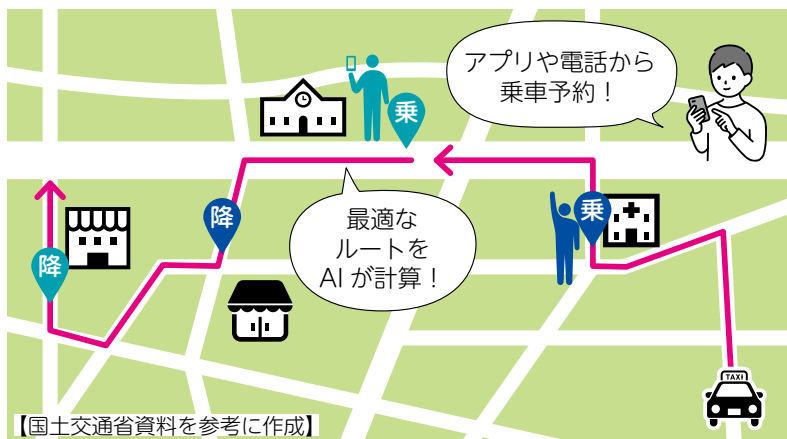 アプリや電話から
乗車予約！
乗
降
最適な
ルートを
AIが計算！
乗
降
TAXI
【国土交通省資料を参考に作成】